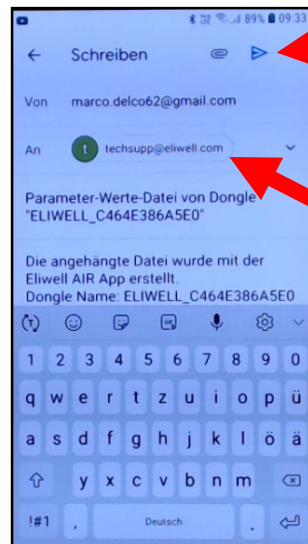 89% 09:33
Schreiben
Von marco.delco62@gmail.com
An t techsupp@eliwell.com
Parameter-Werte-Datei von Dongle
"ELIWELL_C464E386A5E0"
Die angehängte Datei wurde mit der
Eliwell AIR App erstellt.
Dongle Name: ELIWELL_C464E386A5E0
1 2 3 4 5 6 7 8 9 0
q w e r t z u i o p ü
a s d f g h j k l ö ä
y x c v b n m
!#1 , Deutsch .